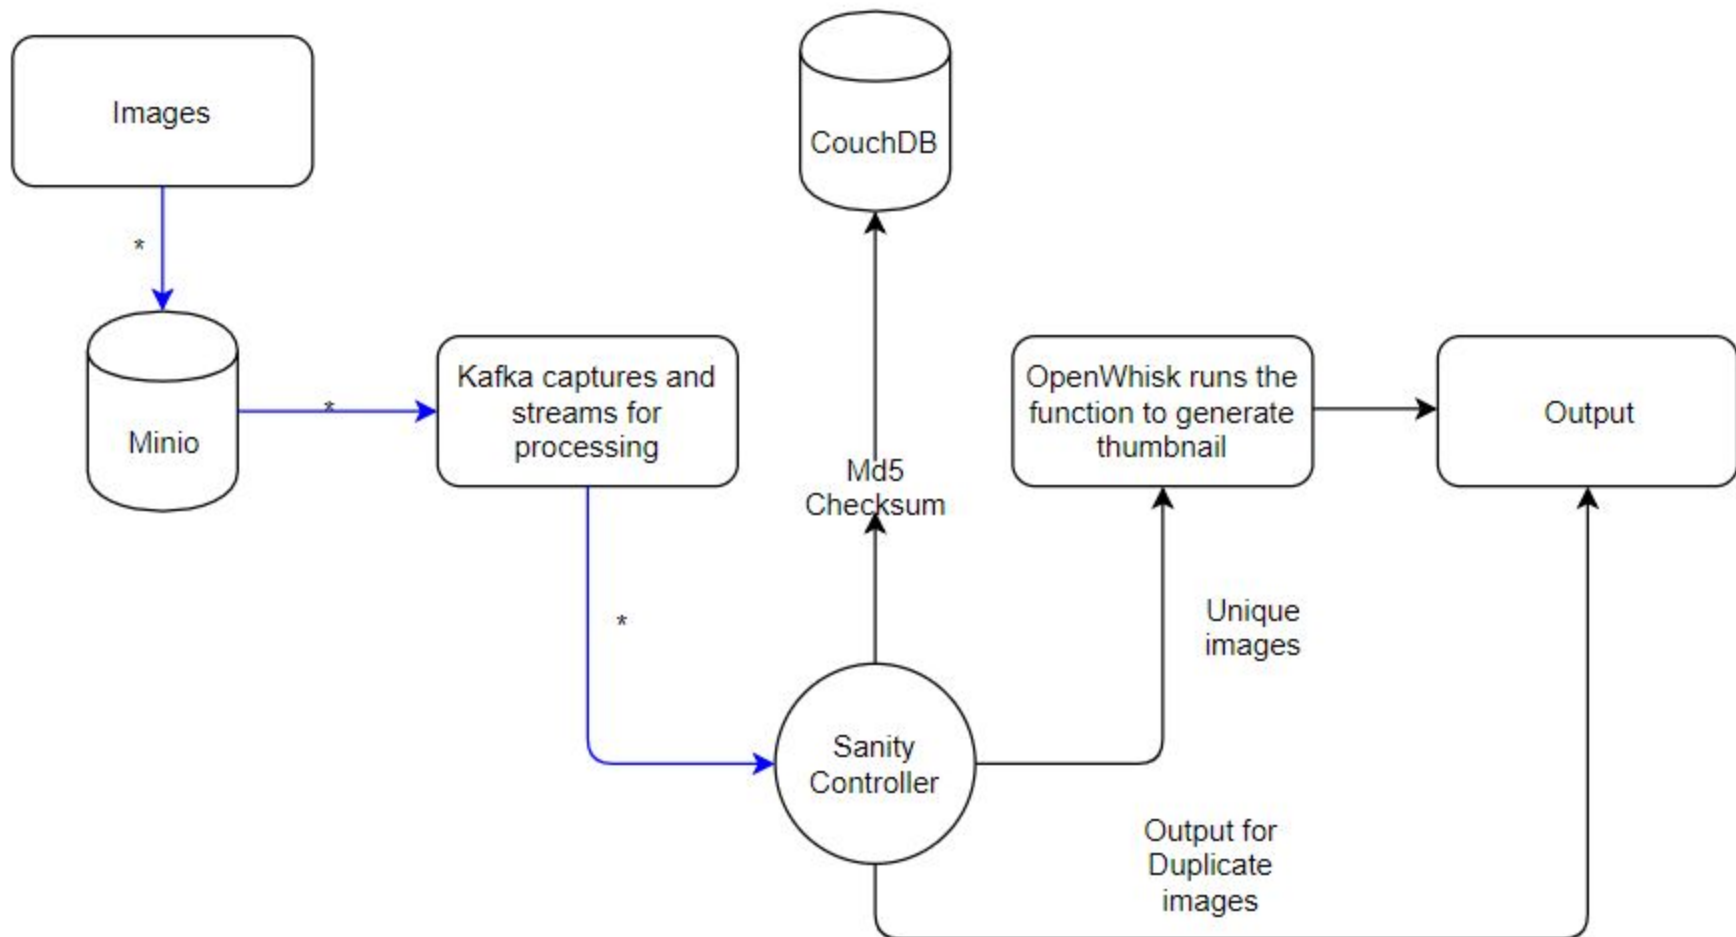 Images
CouchDB
*
Minio
*
Kafka captures and
streams for
processing
OpenWhisk runs the
function to generate
thumbnail
Output
Md5
Checksum
*
Unique
images
Sanity
Controller
Output for
Duplicate
images